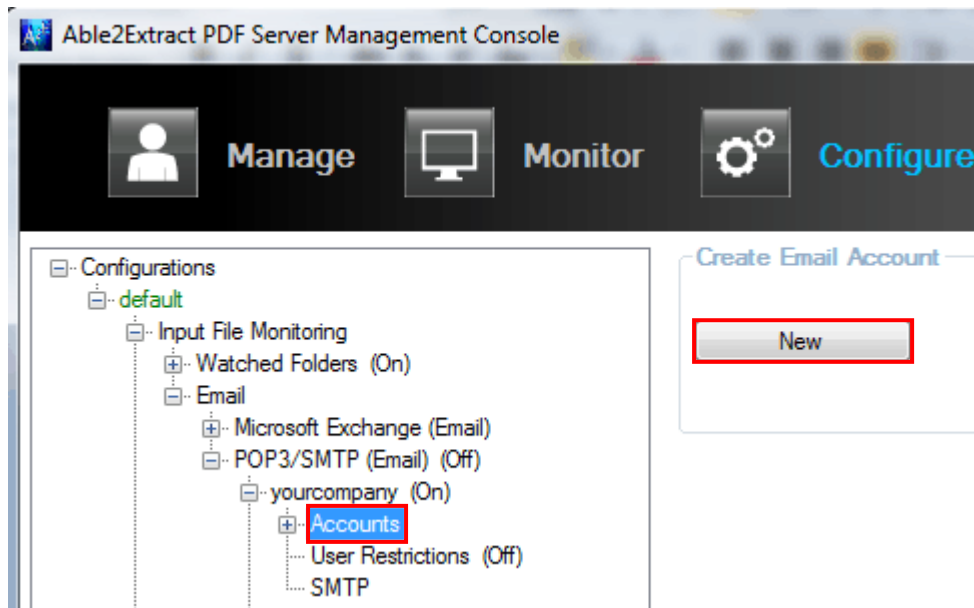 Able2Extract PDF Server Management Console
Manage Monitor Configure
Configurations
default
Input File Monitoring
Watched Folders (On)
Email
Microsoft Exchange (Email)
POP3/SMTP (Email) (Off)
yourcompany (On)
Accounts
User Restrictions (Off)
SMTP
Create Email Account
New